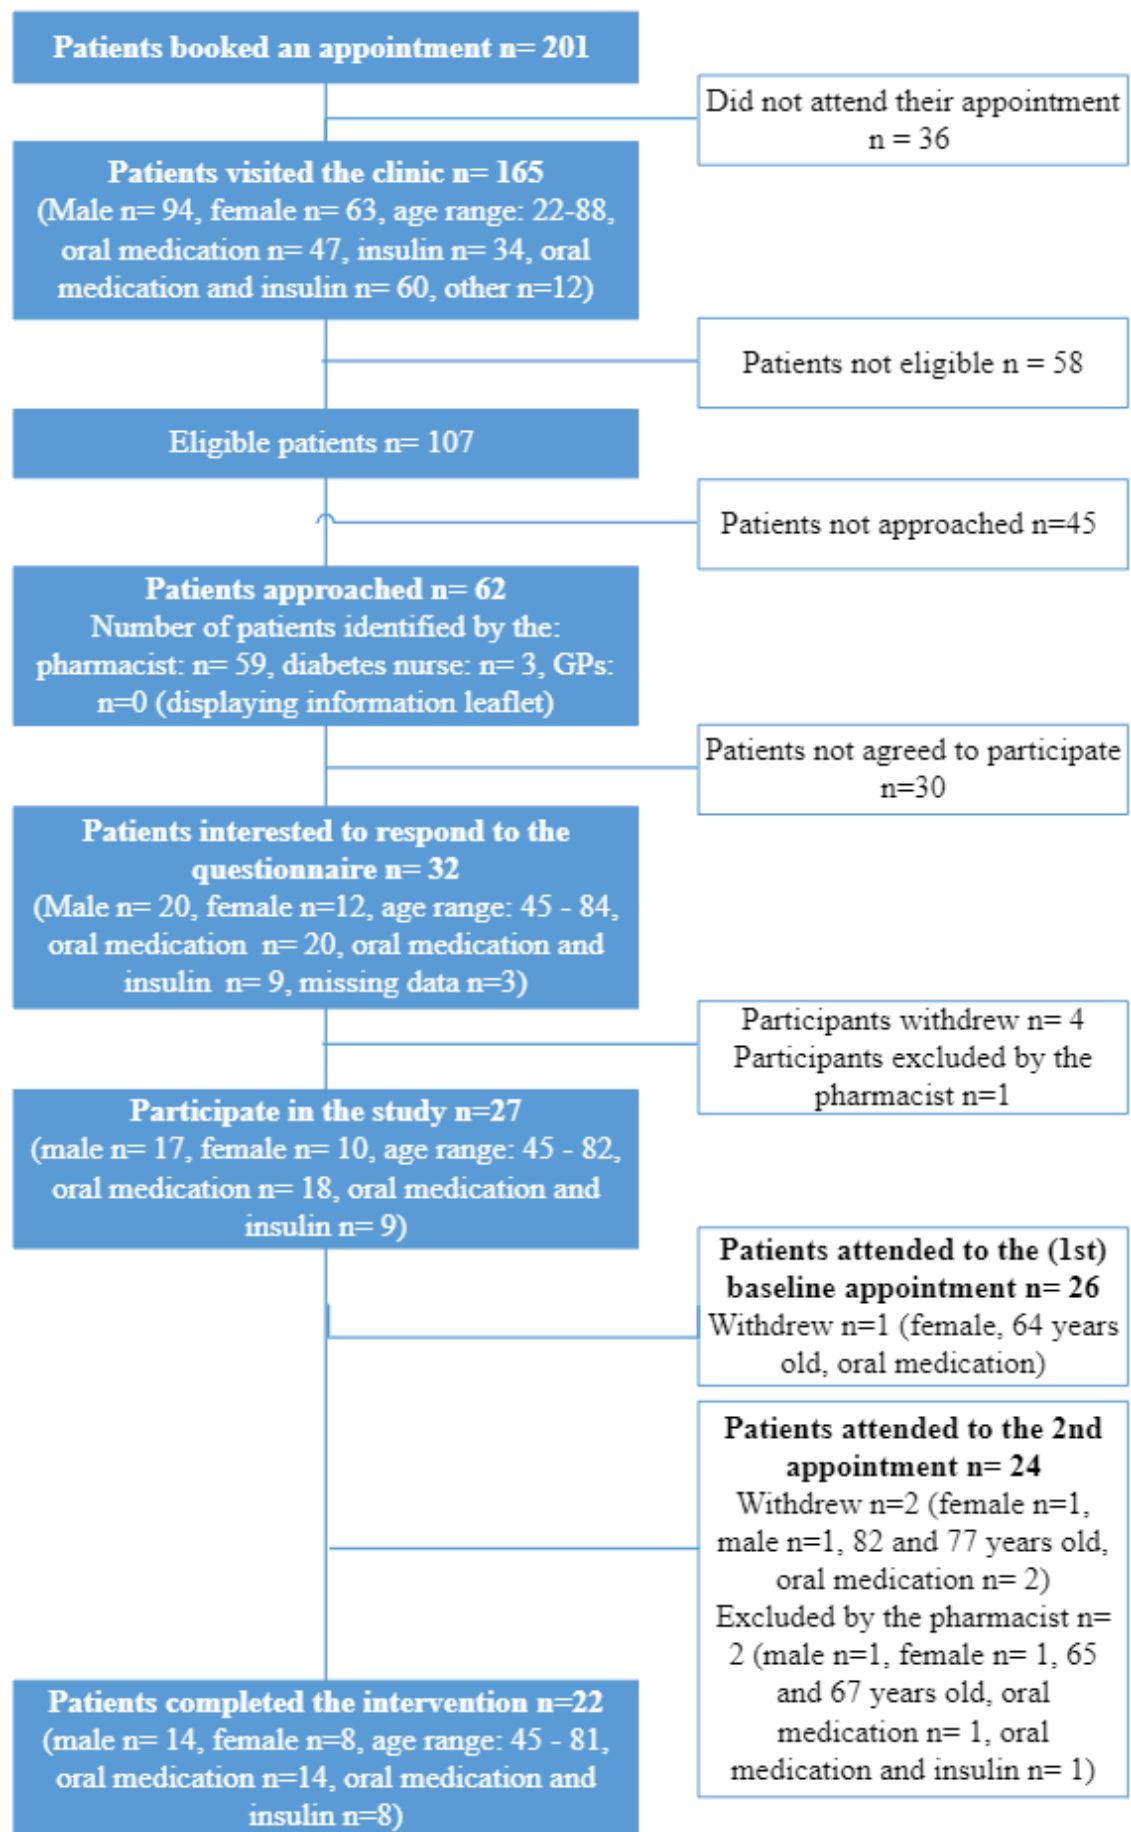 Patients booked an appointment n= 201
Did not attend their appointment
n = 36
Patients visited the clinic n= 165
(Male n= 94, female n= 63, age range: 22-88,
oral medication n= 47, insulin n= 34, oral
medication and insulin n= 60, other n=12)
Patients not eligible n = 58
Eligible patients n= 107
Patients not approached n=45
Patients approached n= 62
Number of patients identified by the:
pharmacist: n= 59, diabetes nurse: n= 3, GPs:
n=0 (displaying information leaflet)
Patients not agreed to participate
n=30
Patients interested to respond to the
questionnaire n= 32
(Male n= 20, female n=12, age range: 45 - 84,
oral medication n= 20, oral medication and
insulin n= 9, missing data n=3)
Participants withdrew n= 4
Participants excluded by the
pharmacist n=1
Participate in the study n=27
(male n= 17, female n= 10, age range: 45 - 82,
oral medication n= 18, oral medication and
insulin n= 9)
Patients attended to the (1st)
baseline appointment n= 26
Withdrew n=1 (female, 64 years
old, oral medication)
Patients attended to the 2nd
appointment n= 24
Withdrew n=2 (female n=1,
male n=1, 82 and 77 years old,
oral medication n= 2)
Excluded by the pharmacist n=
2 (male n=1, female n= 1, 65
and 67 years old, oral
medication n= 1, oral
medication and insulin n= 1)
Patients completed the intervention n=22
(male n= 14, female n=8, age range: 45 - 81,
oral medication n=14, oral medication and
insulin n=8)